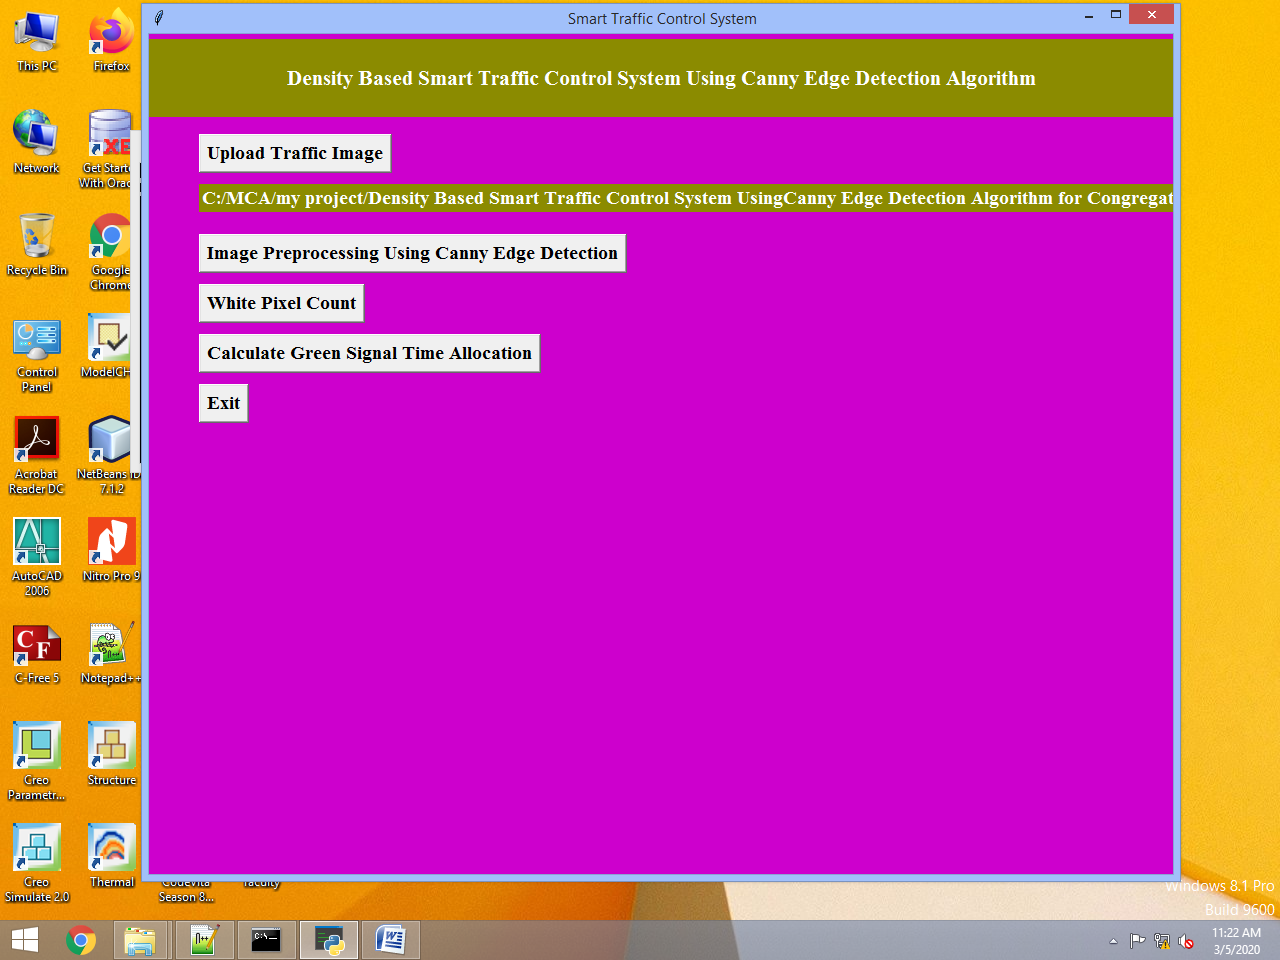 Smart Traffic Control System
Density Based Smart Traffic Control System Using Canny Edge Detection Algorithm
Upload Traffic Image
C:/MCA/my project/Density Based Smart Traffic Control System UsingCanny Edge Detection Algorithm for Congregat
Image Preprocessing Using Canny Edge Detection
White Pixel Count
Calculate Green Signal Time Allocation
Exit
This PC
Firefox
Network
Get Starte
With Orac
Recycle Bin
Google
Chrome
Control
Panel
ModelCH
Acrobat
Reader DC
NetBeans ID
7.1.2
AutoCAD
2006
Nitro Pro 9
C-Free 5
Notepad++
Creo
Parametr...
Structure
Creo
Simulate 2.0
Thermal
CodeVita
Season 8...
faculty
Windows 8.1 Pro
Build 9600
11:22 AM
3/5/2020